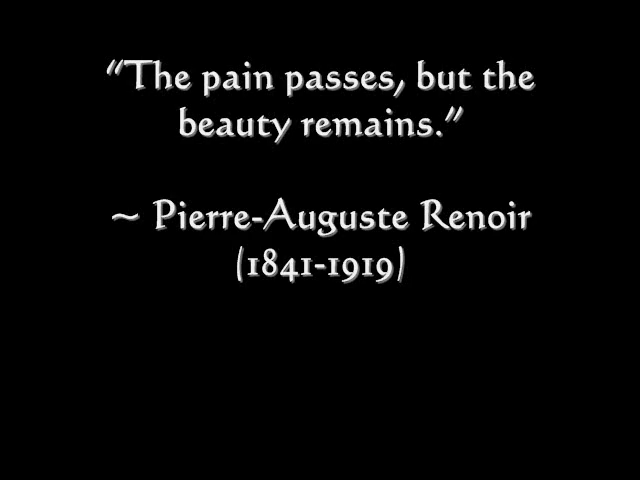 “The pain passes, but the
beauty remains.”
~ Pierre-Auguste Renoir
(1841-1919)